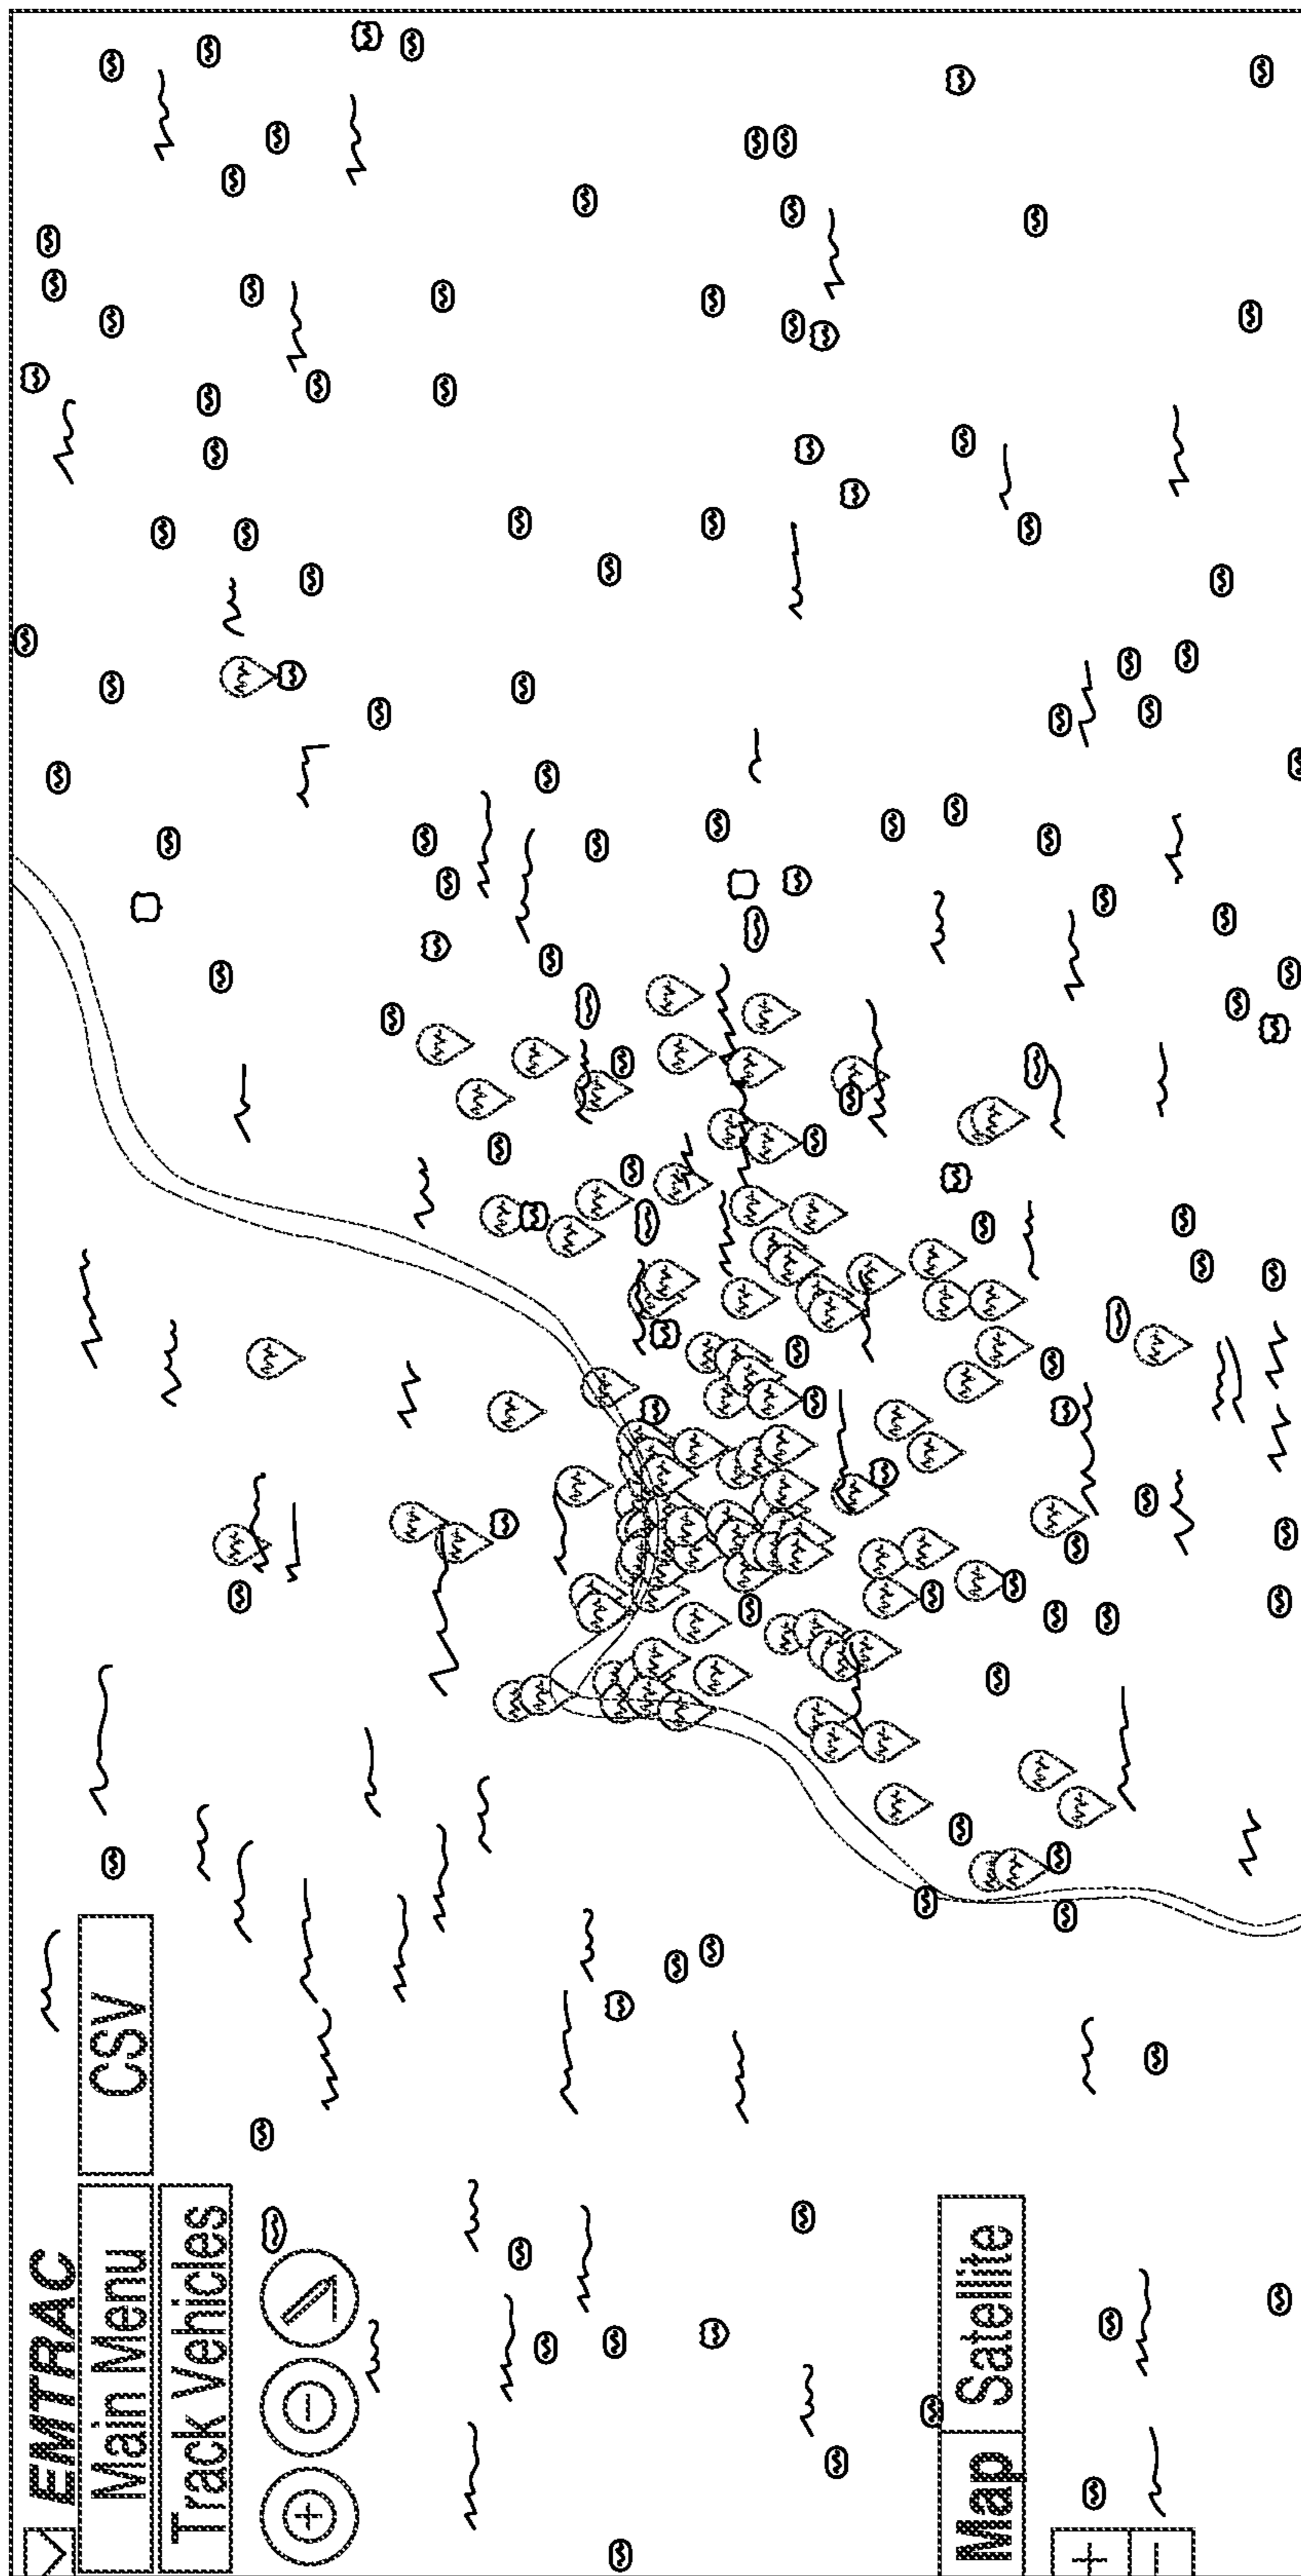 EMTRAC
Main Menu
CSV
Track Vehicles
+
−
Map
Satellite
+
−